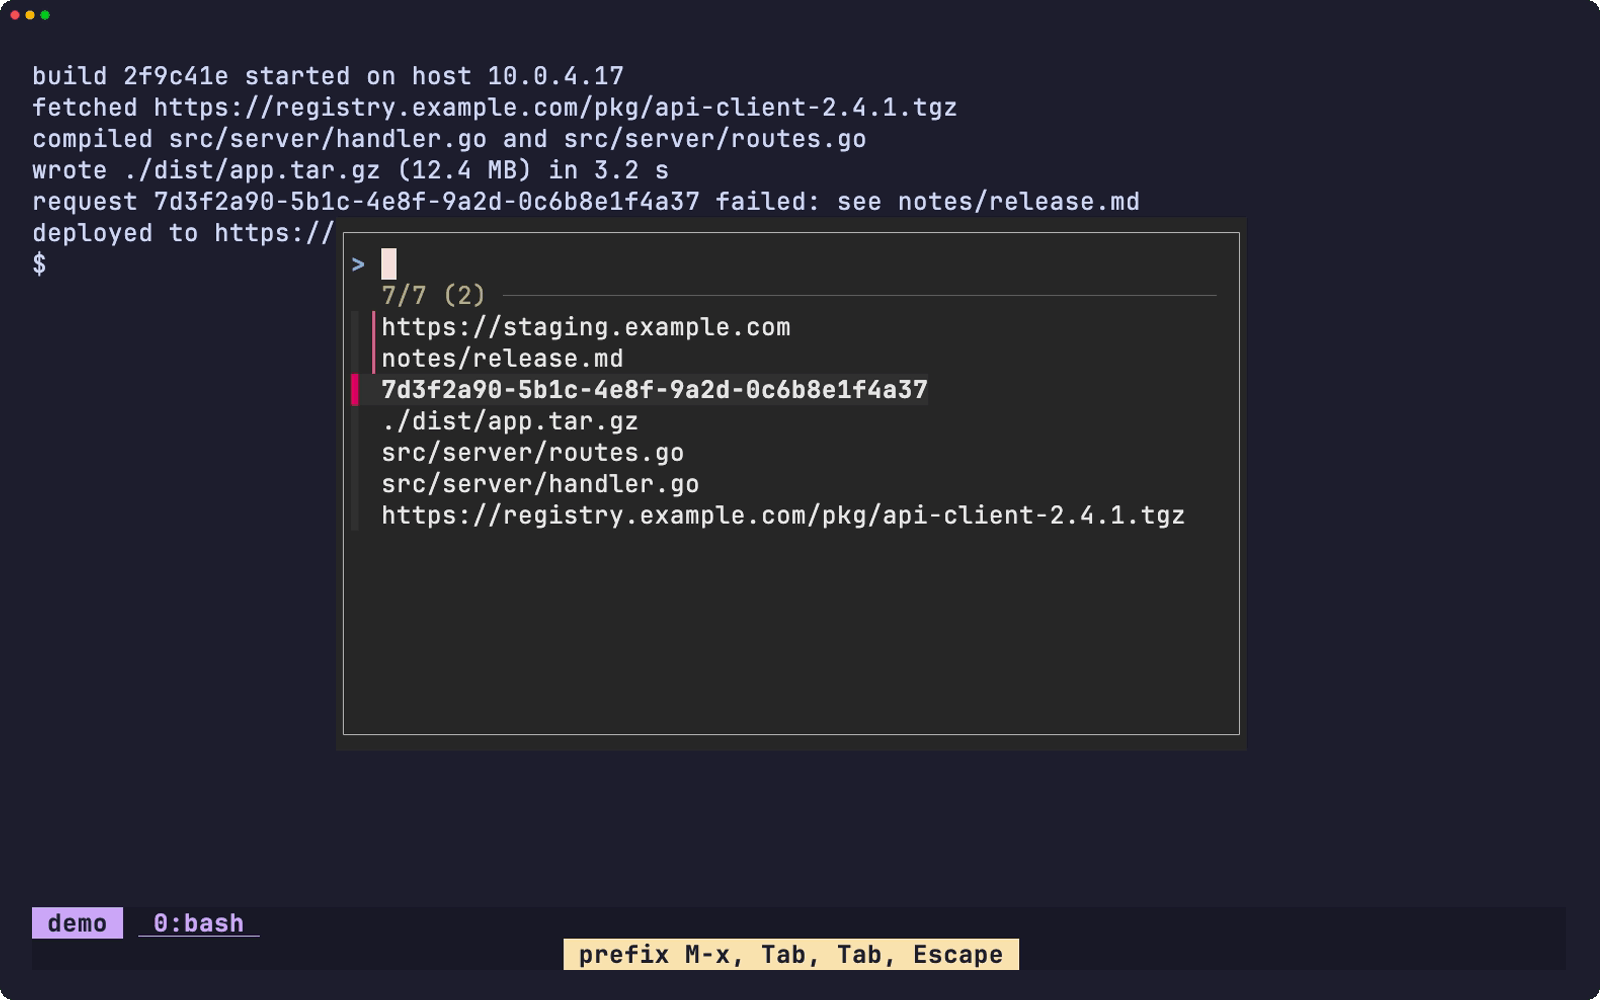 build 2f9c41e started on host 10.0.4.17
fetched https://registry.example.com/pkg/api-client-2.4.1.tgz
compiled src/server/handler.go and src/server/routes.go
wrote ./dist/app.tar.gz (12.4 MB) in 3.2 s
request 7d3f2a90-5b1c-4e8f-9a2d-0c6b8e1f4a37 failed: see notes/release.md
deployed to https://
$
>
7/7 (2)
https://staging.example.com
notes/release.md
7d3f2a90-5b1c-4e8f-9a2d-0c6b8e1f4a37
./dist/app.tar.gz
src/server/routes.go
src/server/handler.go
https://registry.example.com/pkg/api-client-2.4.1.tgz
demo 0:bash
prefix M-x, Tab, Tab, Escape